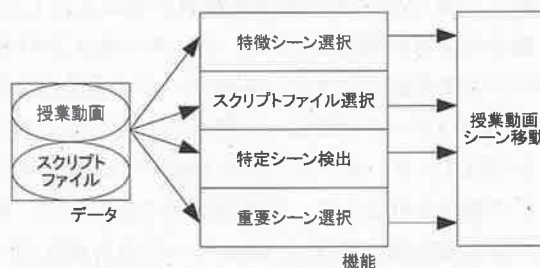 授業動画
スクリプト
ファイル
データ
特徴シーン選択
スクリプトファイル選択
特定シーン検出
重要シーン選択
機能
授業動画
シーン移動